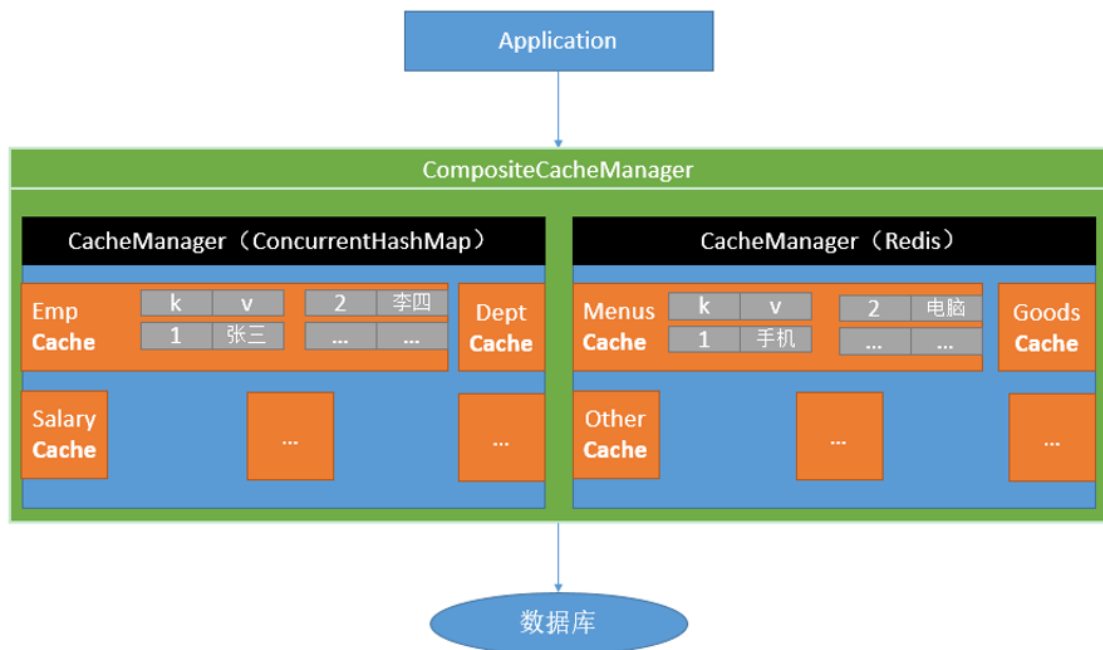 Application
CompositeCacheManager
CacheManager（ConcurrentHashMap）
Emp
Cache
k v
1 张三
2 李四
... ...
Dept
Cache
Salary
Cache
...
...
CacheManager（Redis）
Menus
Cache
k v
1 手机
2 电脑
... ...
Goods
Cache
Other
Cache
...
...
数据库